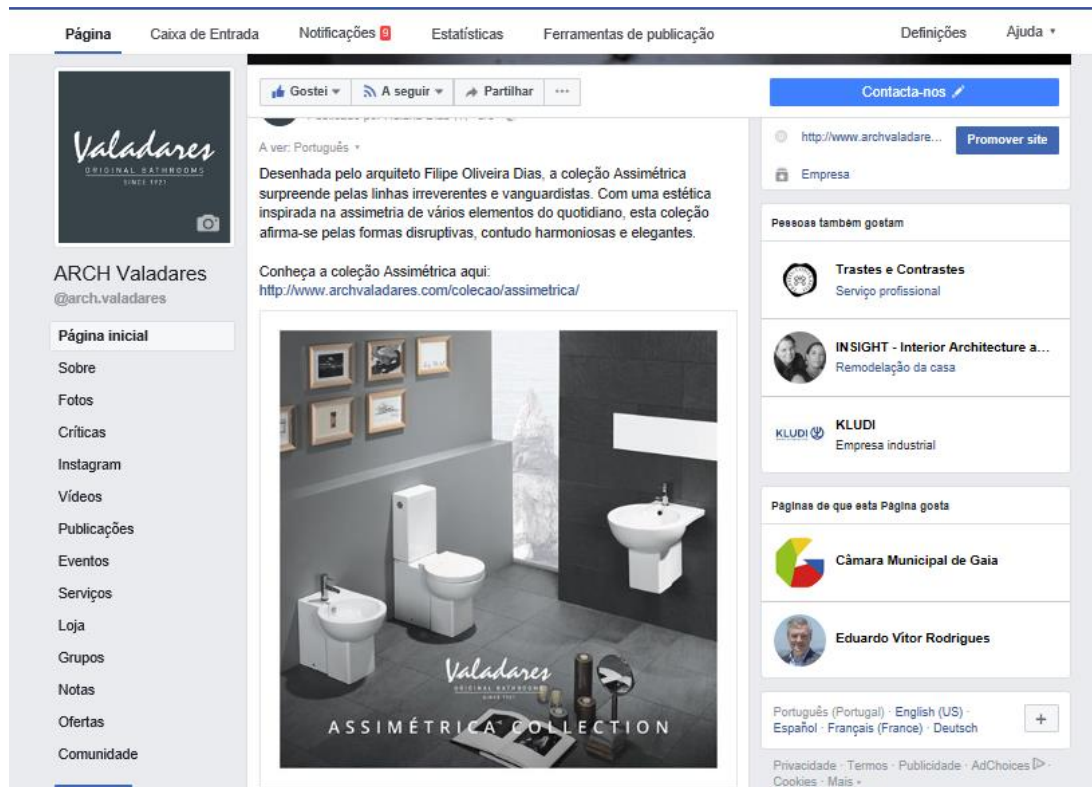 Página Caixa de Entrada Notificações 9 Estatísticas Ferramentas de publicação Definições Ajuda
Valadares
ORIGINAL BATHROOMS
SINCE 1921
ARCH Valadares
@arch.valadares
Página inicial
Sobre
Fotos
Críticas
Instagram
Vídeos
Publicações
Eventos
Serviços
Loja
Grupos
Notas
Ofertas
Comunidade
Gostei A seguir Partilhar ...
A ver: Português
Desenhada pelo arquiteto Filipe Oliveira Dias, a coleção Assimétrica
surpreende pelas linhas irreverentes e vanguardistas. Com uma estética
inspirada na assimetria de vários elementos do quotidiano, esta coleção
afirma-se pelas formas disruptivas, contudo harmoniosas e elegantes.
Conheça a coleção Assimétrica aqui:
http://www.archvaladares.com/colecao/assimetrica/
Valadares
ORIGINAL BATHROOMS
SINCE 1921
ASSIMÉTRICA COLLECTION
Contacta-nos
http://www.archvaladare... Promover site
Empresa
Pessoas também gostam
Trastes e Contrastes
Serviço profissional
INSIGHT - Interior Architecture a...
Remodelação da casa
KLUDI
KLUDI
Empresa industrial
Páginas de que esta Página gosta
Câmara Municipal de Gaia
Eduardo Vítor Rodrigues
Português (Portugal) · English (US) ·
Español · Français (France) · Deutsch
+
Privacidade · Termos · Publicidade · AdChoices ·
Cookies · Mais